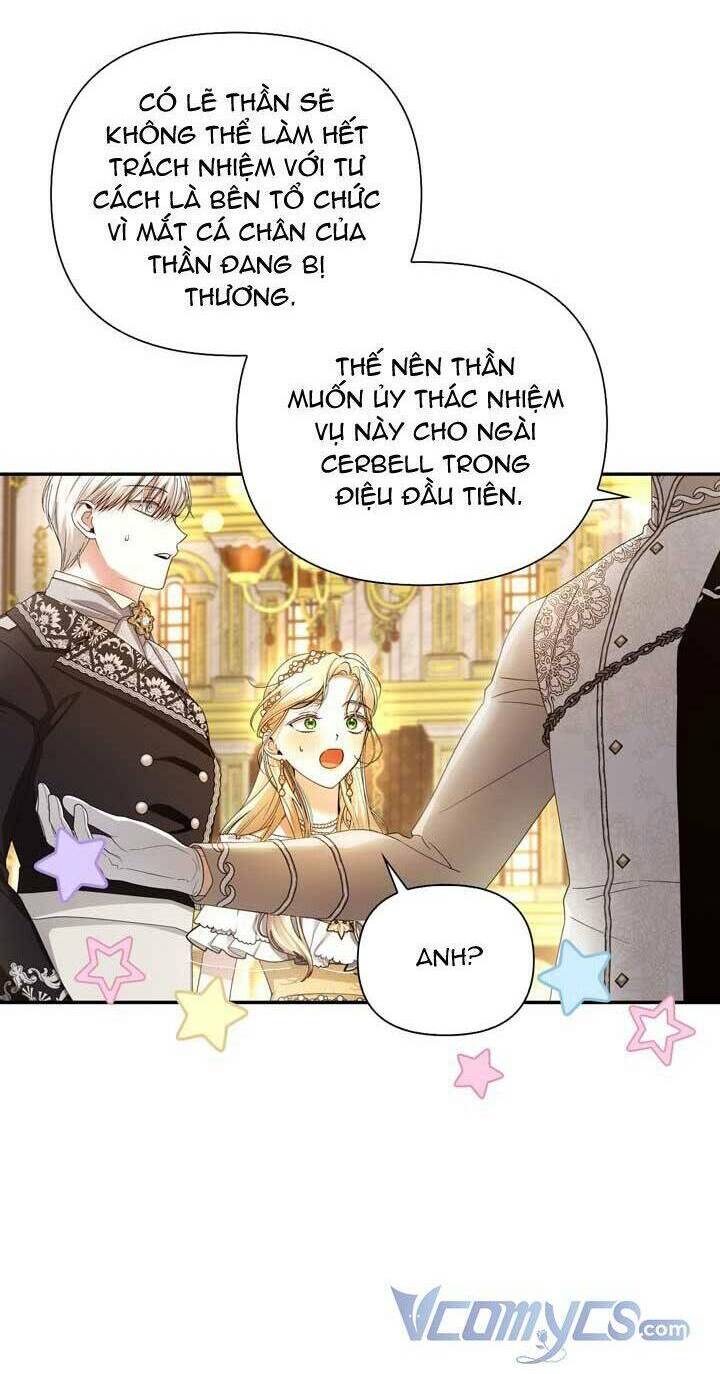 CÓ LẼ THẦN SẼ
KHÔNG THỂ LÀM HẾT
TRÁCH NHIỆM VỚI TƯ
CÁCH LÀ BÊN TỔ CHỨC
VÌ MẮT CÁ CHÂN CỦA
THẦN ĐANG BỊ
THƯƠNG.
THẾ NÊN THẦN
MUỐN ỦY THÁC NHIỆM
VỤ NÀY CHO NGÀI
CERBELL TRONG
ĐIỆU ĐẦU TIÊN.
ANH?
VCOMYCS.com